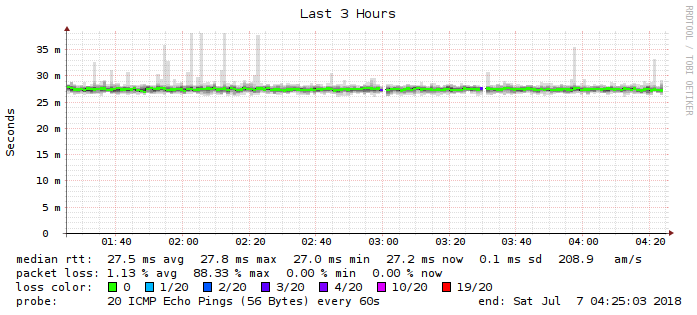 Last 3 Hours
RRDTOOL / TOBI OETIKER
Seconds
35 m
30 m
25 m
20 m
15 m
10 m
5 m
0
01:40 02:00 02:20 02:40 03:00 03:20 03:40 04:00 04:20
median rtt: 27.5 ms avg 27.8 ms max 27.0 ms min 27.2 ms now 0.1 ms sd 208.9 am/s
packet loss: 1.13 % avg 88.33 % max 0.00 % min 0.00 % now
loss color: 0 1/20 2/20 3/20 4/20 10/20 19/20
probe: 20 ICMP Echo Pings (56 Bytes) every 60s end: Sat Jul 7 04:25:03 2018